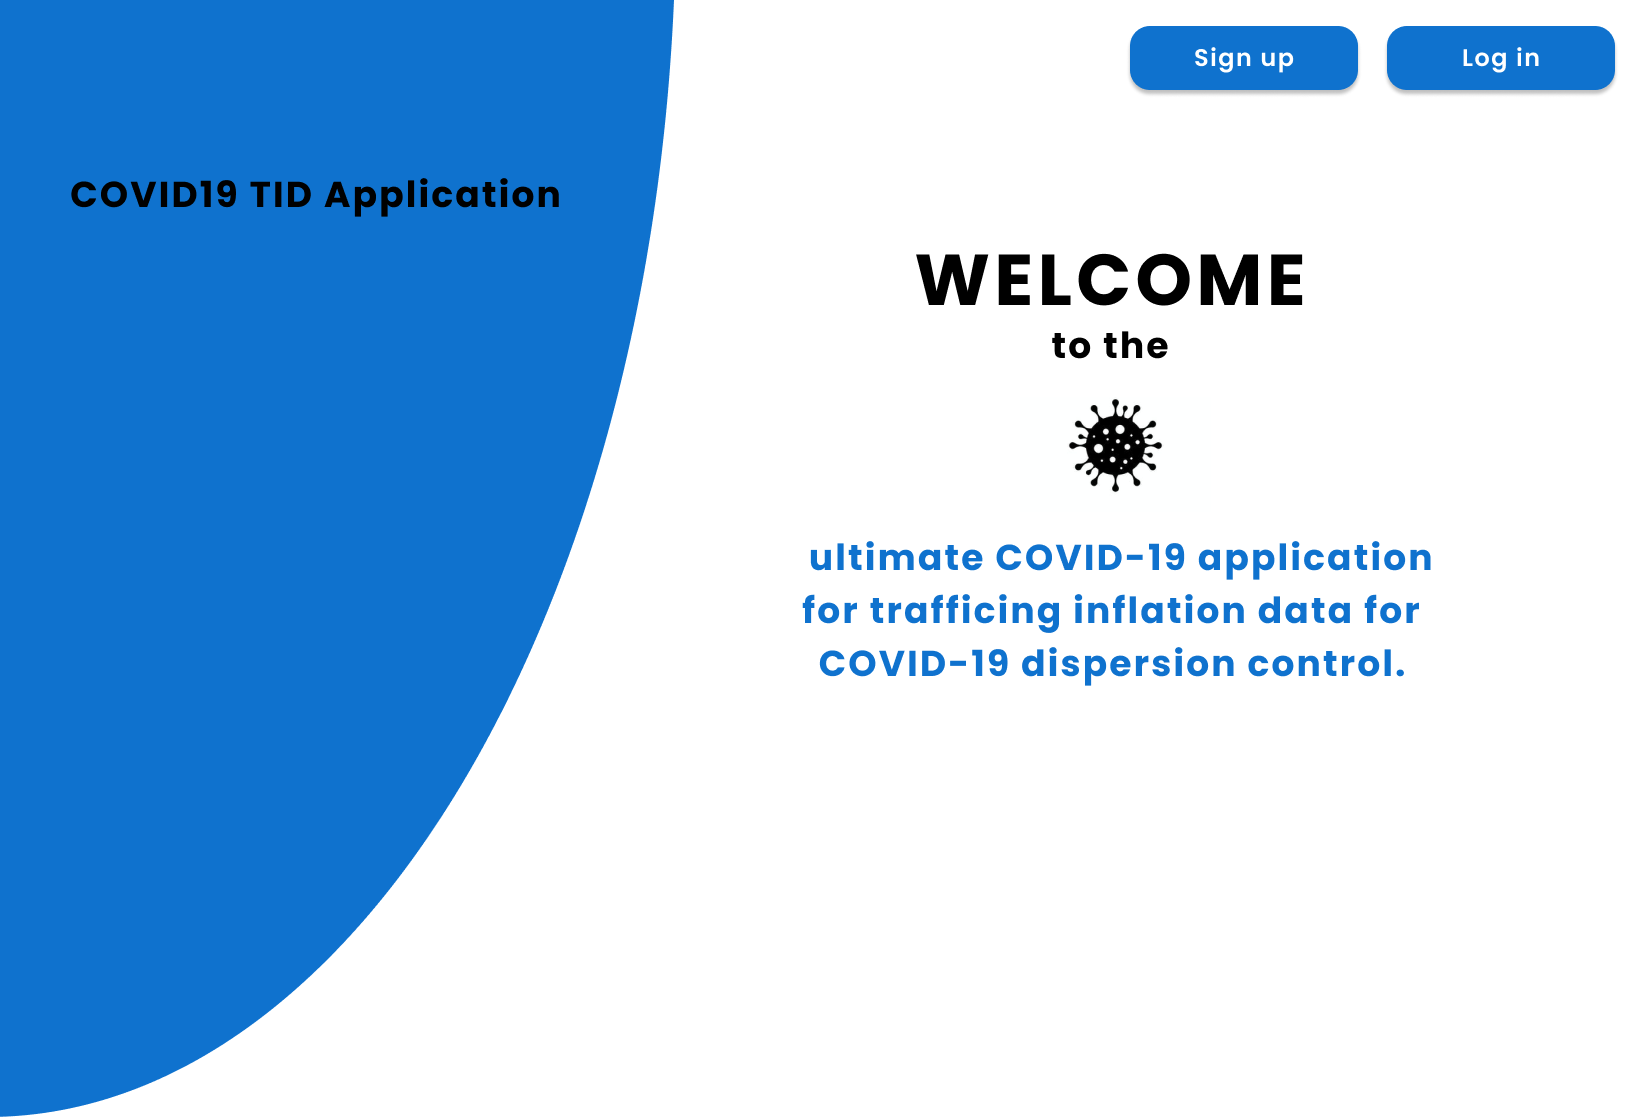 Sign up
Log in
COVID19 TID Application
WELCOME
to the
ultimate COVID-19 application
for trafficing inflation data for
COVID-19 dispersion control.